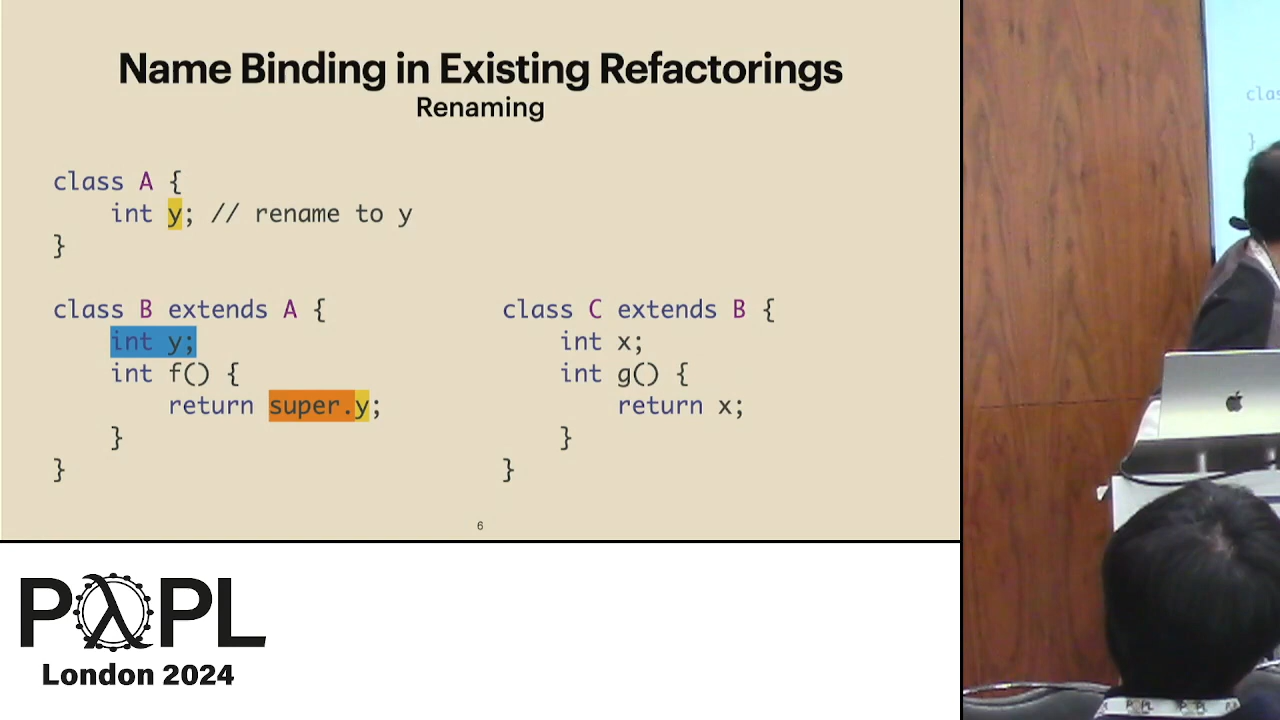 Name Binding in Existing Refactorings
Renaming
class A {
    int y; // rename to y
}
class B extends A {
    int y;
    int f() {
        return super.y;
    }
}
class C extends B {
    int x;
    int g() {
        return x;
    }
}
6
PλPL
London 2024
clas
}